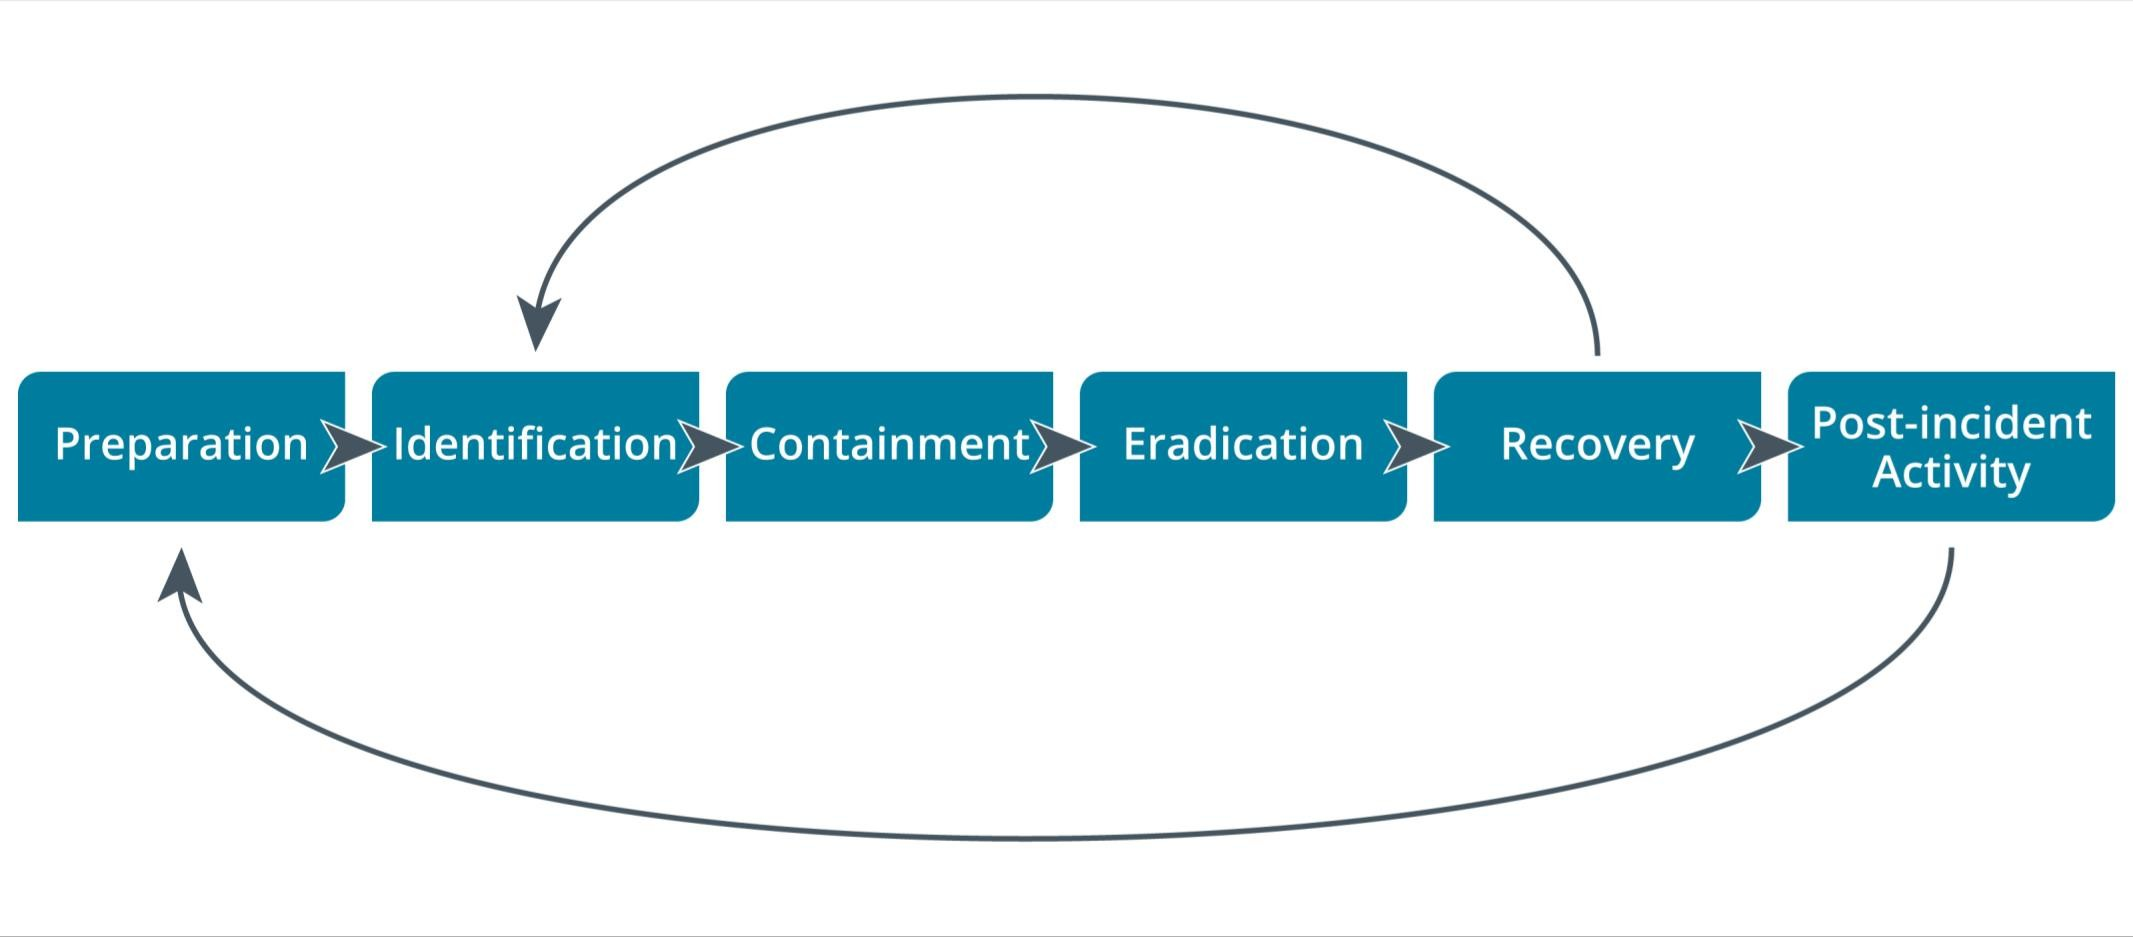 Preparation
Identification
Containment
Eradication
Recovery
Post-incident
Activity